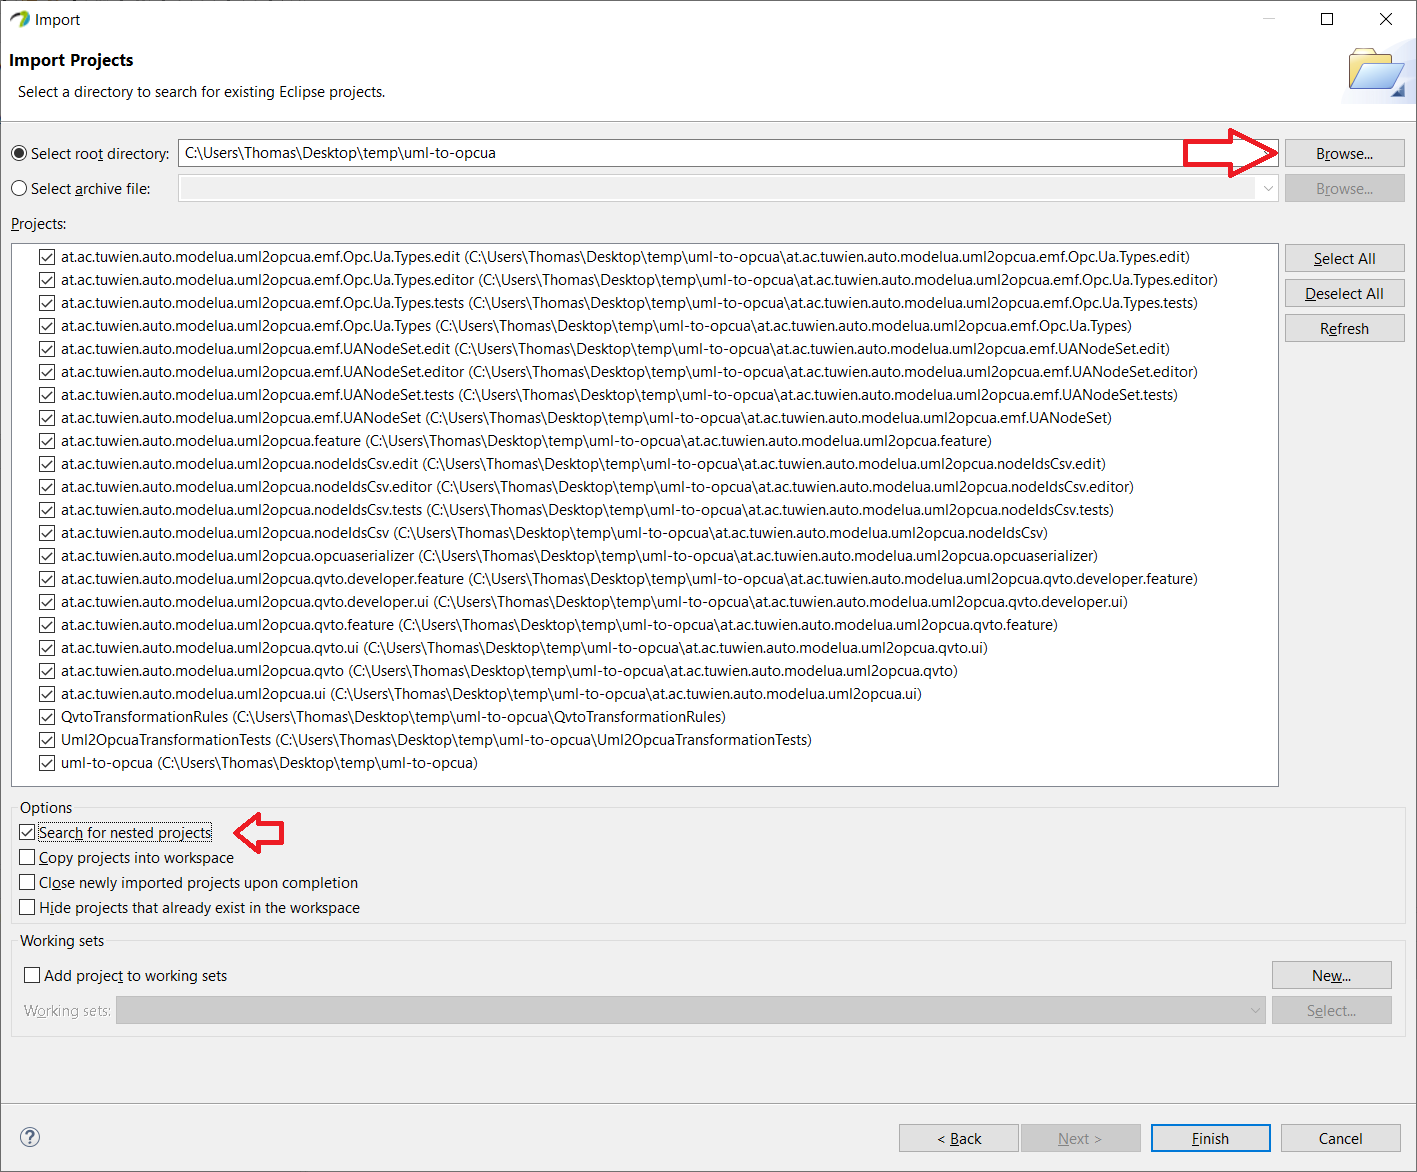 Import
Import Projects
Select a directory to search for existing Eclipse projects.
Select root directory: C:\Users\Thomas\Desktop\temp\uml-to-opcua Browse...
Select archive file: Browse...
Projects:
at.ac.tuwien.auto.modelua.uml2opcua.emf.Opc.Ua.Types.edit (C:\Users\Thomas\Desktop\temp\uml-to-opcua\at.ac.tuwien.auto.modelua.uml2opcua.emf.Opc.Ua.Types.edit) Select All
at.ac.tuwien.auto.modelua.uml2opcua.emf.Opc.Ua.Types.editor (C:\Users\Thomas\Desktop\temp\uml-to-opcua\at.ac.tuwien.auto.modelua.uml2opcua.emf.Opc.Ua.Types.editor)
at.ac.tuwien.auto.modelua.uml2opcua.emf.Opc.Ua.Types.tests (C:\Users\Thomas\Desktop\temp\uml-to-opcua\at.ac.tuwien.auto.modelua.uml2opcua.emf.Opc.Ua.Types.tests) Deselect All
at.ac.tuwien.auto.modelua.uml2opcua.emf.Opc.Ua.Types (C:\Users\Thomas\Desktop\temp\uml-to-opcua\at.ac.tuwien.auto.modelua.uml2opcua.emf.Opc.Ua.Types) Refresh
at.ac.tuwien.auto.modelua.uml2opcua.emf.UANodeSet.edit (C:\Users\Thomas\Desktop\temp\uml-to-opcua\at.ac.tuwien.auto.modelua.uml2opcua.emf.UANodeSet.edit)
at.ac.tuwien.auto.modelua.uml2opcua.emf.UANodeSet.editor (C:\Users\Thomas\Desktop\temp\uml-to-opcua\at.ac.tuwien.auto.modelua.uml2opcua.emf.UANodeSet.editor)
at.ac.tuwien.auto.modelua.uml2opcua.emf.UANodeSet.tests (C:\Users\Thomas\Desktop\temp\uml-to-opcua\at.ac.tuwien.auto.modelua.uml2opcua.emf.UANodeSet.tests)
at.ac.tuwien.auto.modelua.uml2opcua.emf.UANodeSet (C:\Users\Thomas\Desktop\temp\uml-to-opcua\at.ac.tuwien.auto.modelua.uml2opcua.emf.UANodeSet)
at.ac.tuwien.auto.modelua.uml2opcua.feature (C:\Users\Thomas\Desktop\temp\uml-to-opcua\at.ac.tuwien.auto.modelua.uml2opcua.feature)
at.ac.tuwien.auto.modelua.uml2opcua.nodeIdsCsv.edit (C:\Users\Thomas\Desktop\temp\uml-to-opcua\at.ac.tuwien.auto.modelua.uml2opcua.nodeIdsCsv.edit)
at.ac.tuwien.auto.modelua.uml2opcua.nodeIdsCsv.editor (C:\Users\Thomas\Desktop\temp\uml-to-opcua\at.ac.tuwien.auto.modelua.uml2opcua.nodeIdsCsv.editor)
at.ac.tuwien.auto.modelua.uml2opcua.nodeIdsCsv.tests (C:\Users\Thomas\Desktop\temp\uml-to-opcua\at.ac.tuwien.auto.modelua.uml2opcua.nodeIdsCsv.tests)
at.ac.tuwien.auto.modelua.uml2opcua.nodeIdsCsv (C:\Users\Thomas\Desktop\temp\uml-to-opcua\at.ac.tuwien.auto.modelua.uml2opcua.nodeIdsCsv)
at.ac.tuwien.auto.modelua.uml2opcua.opcuaserializer (C:\Users\Thomas\Desktop\temp\uml-to-opcua\at.ac.tuwien.auto.modelua.uml2opcua.opcuaserializer)
at.ac.tuwien.auto.modelua.uml2opcua.qvto.developer.feature (C:\Users\Thomas\Desktop\temp\uml-to-opcua\at.ac.tuwien.auto.modelua.uml2opcua.qvto.developer.feature)
at.ac.tuwien.auto.modelua.uml2opcua.qvto.developer.ui (C:\Users\Thomas\Desktop\temp\uml-to-opcua\at.ac.tuwien.auto.modelua.uml2opcua.qvto.developer.ui)
at.ac.tuwien.auto.modelua.uml2opcua.qvto.feature (C:\Users\Thomas\Desktop\temp\uml-to-opcua\at.ac.tuwien.auto.modelua.uml2opcua.qvto.feature)
at.ac.tuwien.auto.modelua.uml2opcua.qvto.ui (C:\Users\Thomas\Desktop\temp\uml-to-opcua\at.ac.tuwien.auto.modelua.uml2opcua.qvto.ui)
at.ac.tuwien.auto.modelua.uml2opcua.qvto (C:\Users\Thomas\Desktop\temp\uml-to-opcua\at.ac.tuwien.auto.modelua.uml2opcua.qvto)
at.ac.tuwien.auto.modelua.uml2opcua.ui (C:\Users\Thomas\Desktop\temp\uml-to-opcua\at.ac.tuwien.auto.modelua.uml2opcua.ui)
QvtoTransformationRules (C:\Users\Thomas\Desktop\temp\uml-to-opcua\QvtoTransformationRules)
Uml2OpcuaTransformationTests (C:\Users\Thomas\Desktop\temp\uml-to-opcua\Uml2OpcuaTransformationTests)
uml-to-opcua (C:\Users\Thomas\Desktop\temp\uml-to-opcua)
Options
Search for nested projects
Copy projects into workspace
Close newly imported projects upon completion
Hide projects that already exist in the workspace
Working sets
Add project to working sets New...
Working sets: Select...
? < Back Next > Finish Cancel